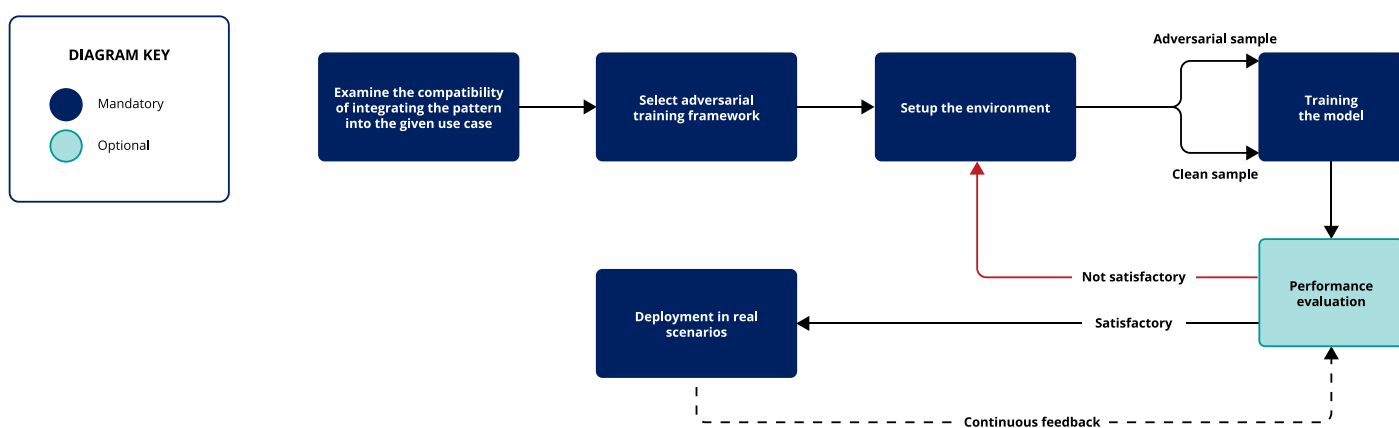 DIAGRAM KEY
Mandatory
Optional
Examine the compatibility
of integrating the pattern
into the given use case
Select adversarial
training framework
Setup the environment
Adversarial sample
Clean sample
Training
the model
Performance
evaluation
Not satisfactory
Satisfactory
Deployment in real
scenarios
Continuous feedback